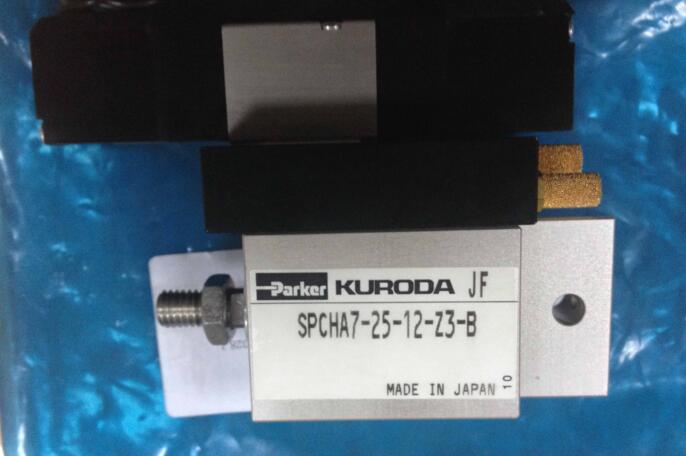 Parker KURODA JF
SPCHA7-25-12-Z3-B
MADE IN JAPAN 10